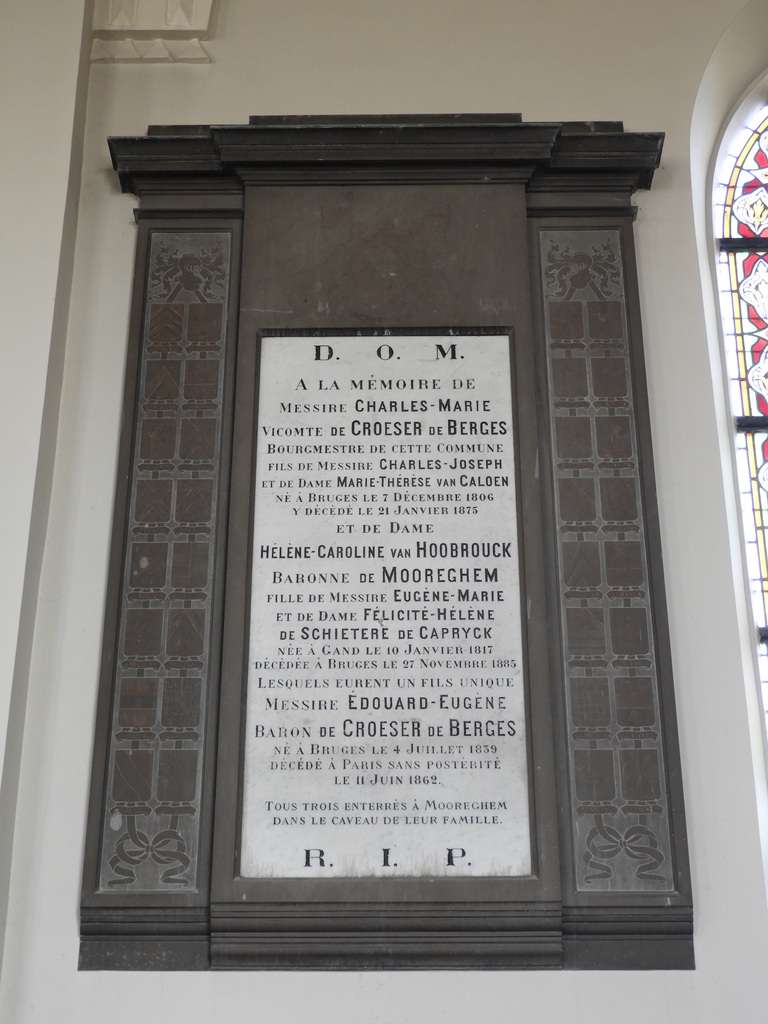 D. O. M.
A LA MÉMOIRE DE
MESSIRE CHARLES-MARIE
VICOMTE DE CROESER DE BERGES
BOURGMESTRE DE CETTE COMMUNE
FILS DE MESSIRE CHARLES-JOSEPH
ET DE DAME MARIE-THÉRÈSE VAN CALOEN
NÉ À BRUGES LE 7 DÉCEMBRE 1806
Y DÉCÉDÉ LE 21 JANVIER 1875
ET DE DAME
HÉLÈNE-CAROLINE VAN HOOBROUCK
BARONNE DE MOOREGHEM
FILLE DE MESSIRE EUGÈNE-MARIE
ET DE DAME FÉLICITÉ-HÉLÈNE
DE SCHIETERE DE CAPRYCK
NÉE À GAND LE 10 JANVIER 1817
DÉCÉDÉE À BRUGES LE 27 NOVEMBRE 1885
LESQUELS EURENT UN FILS UNIQUE
MESSIRE ÉDOUARD-EUGÈNE
BARON DE CROESER DE BERGES
NÉ À BRUGES LE 4 JUILLET 1839
DÉCÉDÉ À PARIS SANS POSTÉRITÉ
LE 11 JUIN 1862.
TOUS TROIS ENTERRÉS À MOOREGHEM
DANS LE CAVEAU DE LEUR FAMILLE.
R. I. P.